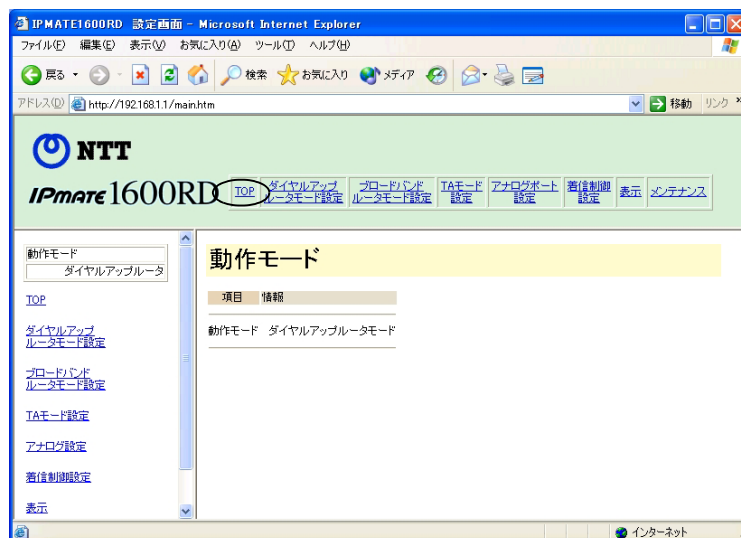 IPMATE1600RD 設定画面 - Microsoft Internet Explorer
ファイル(F) 編集(E) 表示(V) お気に入り(A) ツール(T) ヘルプ(H)
戻る 検索 お気に入り メディア
アドレス(D) http://192.168.1.1/main.htm 移動 リンク »
NTT
IPMATE1600RD
TOP
ダイヤルアップ
ルータモード設定
ブロードバンド
ルータモード設定
TAモード
設定
アナログポート
設定
着信制御
設定
表示
メンテナンス
動作モード
ダイヤルアップルータ
TOP
ダイヤルアップ
ルータモード設定
ブロードバンド
ルータモード設定
TAモード設定
アナログ設定
着信制御設定
表示
動作モード
項目 情報
動作モード ダイヤルアップルータモード
インターネット